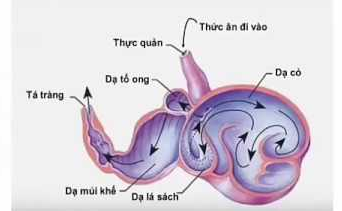 Thức ăn đi vào
Thực quản
Dạ cỏ
Dạ tổ ong
Tá tràng
Dạ múi khế
Dạ lá sách